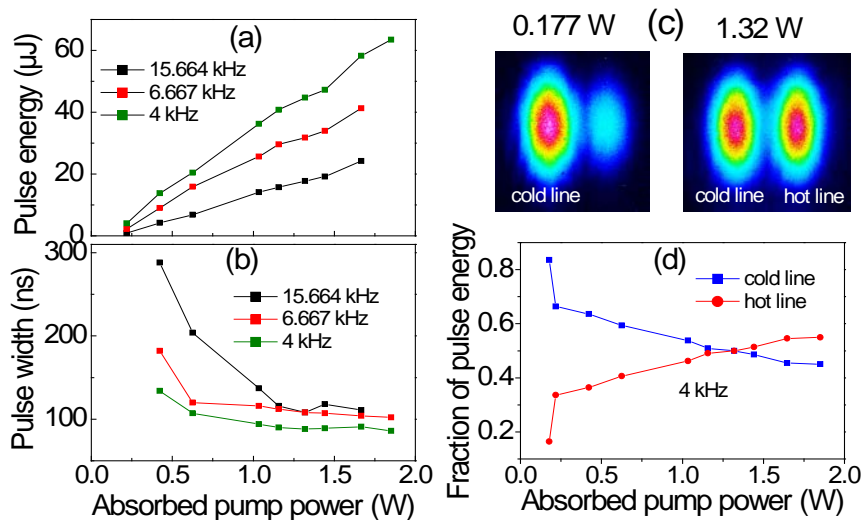 (a)
15.664 kHz
6.667 kHz
4 kHz
Pulse energy (µJ)
60
40
20
0
(b)
15.664 kHz
6.667 kHz
4 kHz
Pulse width (ns)
300
200
100
0.0 0.5 1.0 1.5 2.0
Absorbed pump power (W)
0.177 W (c) 1.32 W
cold line cold line hot line
(d)
cold line
hot line
4 kHz
Fraction of pulse energy
0.8
0.6
0.4
0.2
0.0 0.5 1.0 1.5 2.0
Absorbed pump power (W)